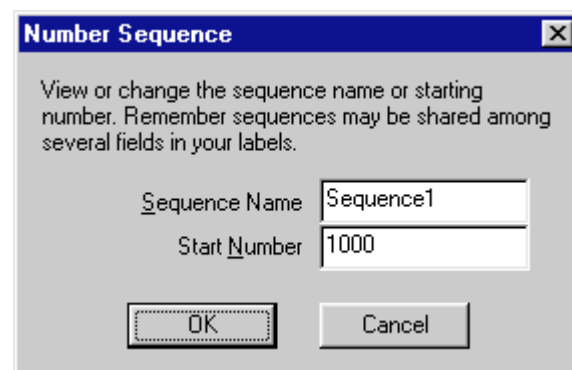 Number Sequence
View or change the sequence name or starting
number. Remember sequences may be shared among
several fields in your labels.
Sequence Name Sequence1
Start Number 1000
OK Cancel